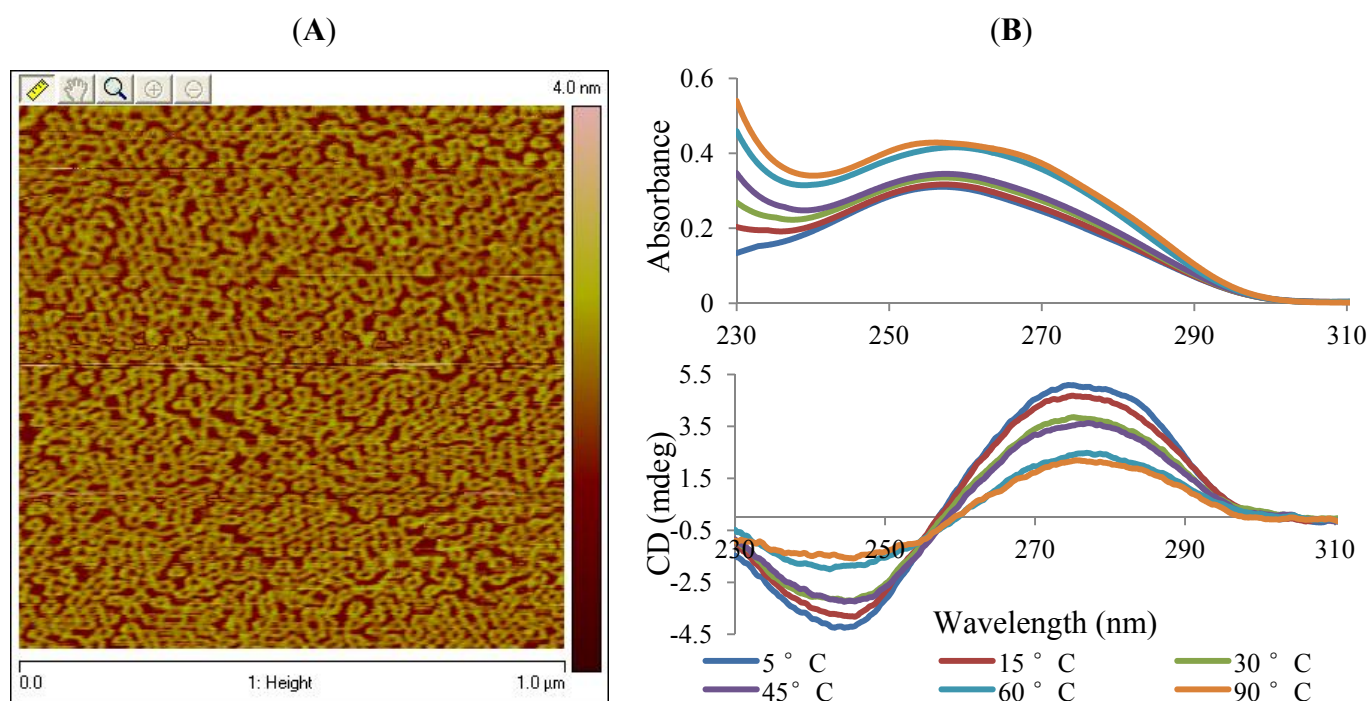 (A)
(B)
4.0 nm
0.0
1: Height
1.0 µm
Absorbance
0.6
0.4
0.2
0
230
250
270
290
310
CD (mdeg)
5.5
3.5
1.5
-0.5
-2.5
-4.5
230
250
270
290
310
Wavelength (nm)
5 ° C
15 ° C
30 ° C
45° C
60 ° C
90 ° C